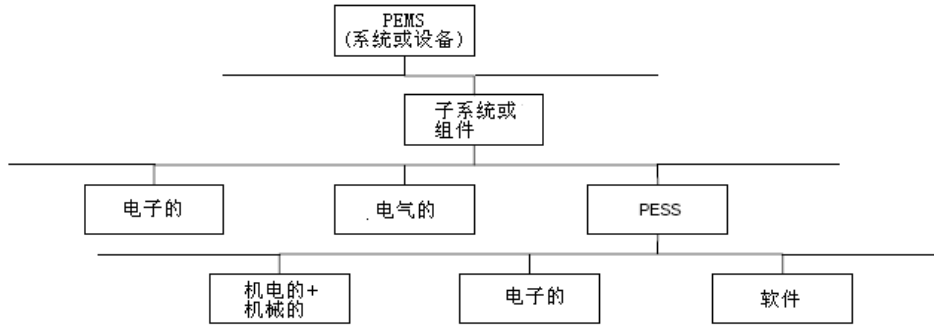 PEMS
(系统或设备)
子系统或
组件
电子的
电气的
PESS
机电的+
机械的
电子的
软件